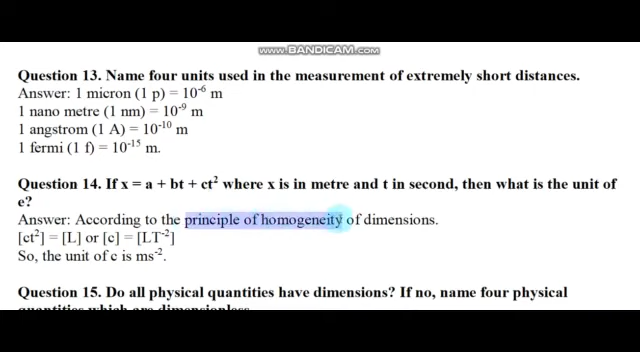 www.BANDICAM.com
Question 13. Name four units used in the measurement of extremely short distances.
Answer: 1 micron (1 p) = 10⁻⁶ m
1 nano metre (1 nm) = 10⁻⁹ m
1 angstrom (1 A) = 10⁻¹⁰ m
1 fermi (1 f) = 10⁻¹⁵ m.
Question 14. If x = a + bt + ct² where x is in metre and t in second, then what is the unit of
e?
Answer: According to the principle of homogeneity of dimensions.
[ct²] = [L] or [c] = [LT⁻²]
So, the unit of c is ms⁻².
Question 15. Do all physical quantities have dimensions? If no, name four physical
quantities which are dimensionless.